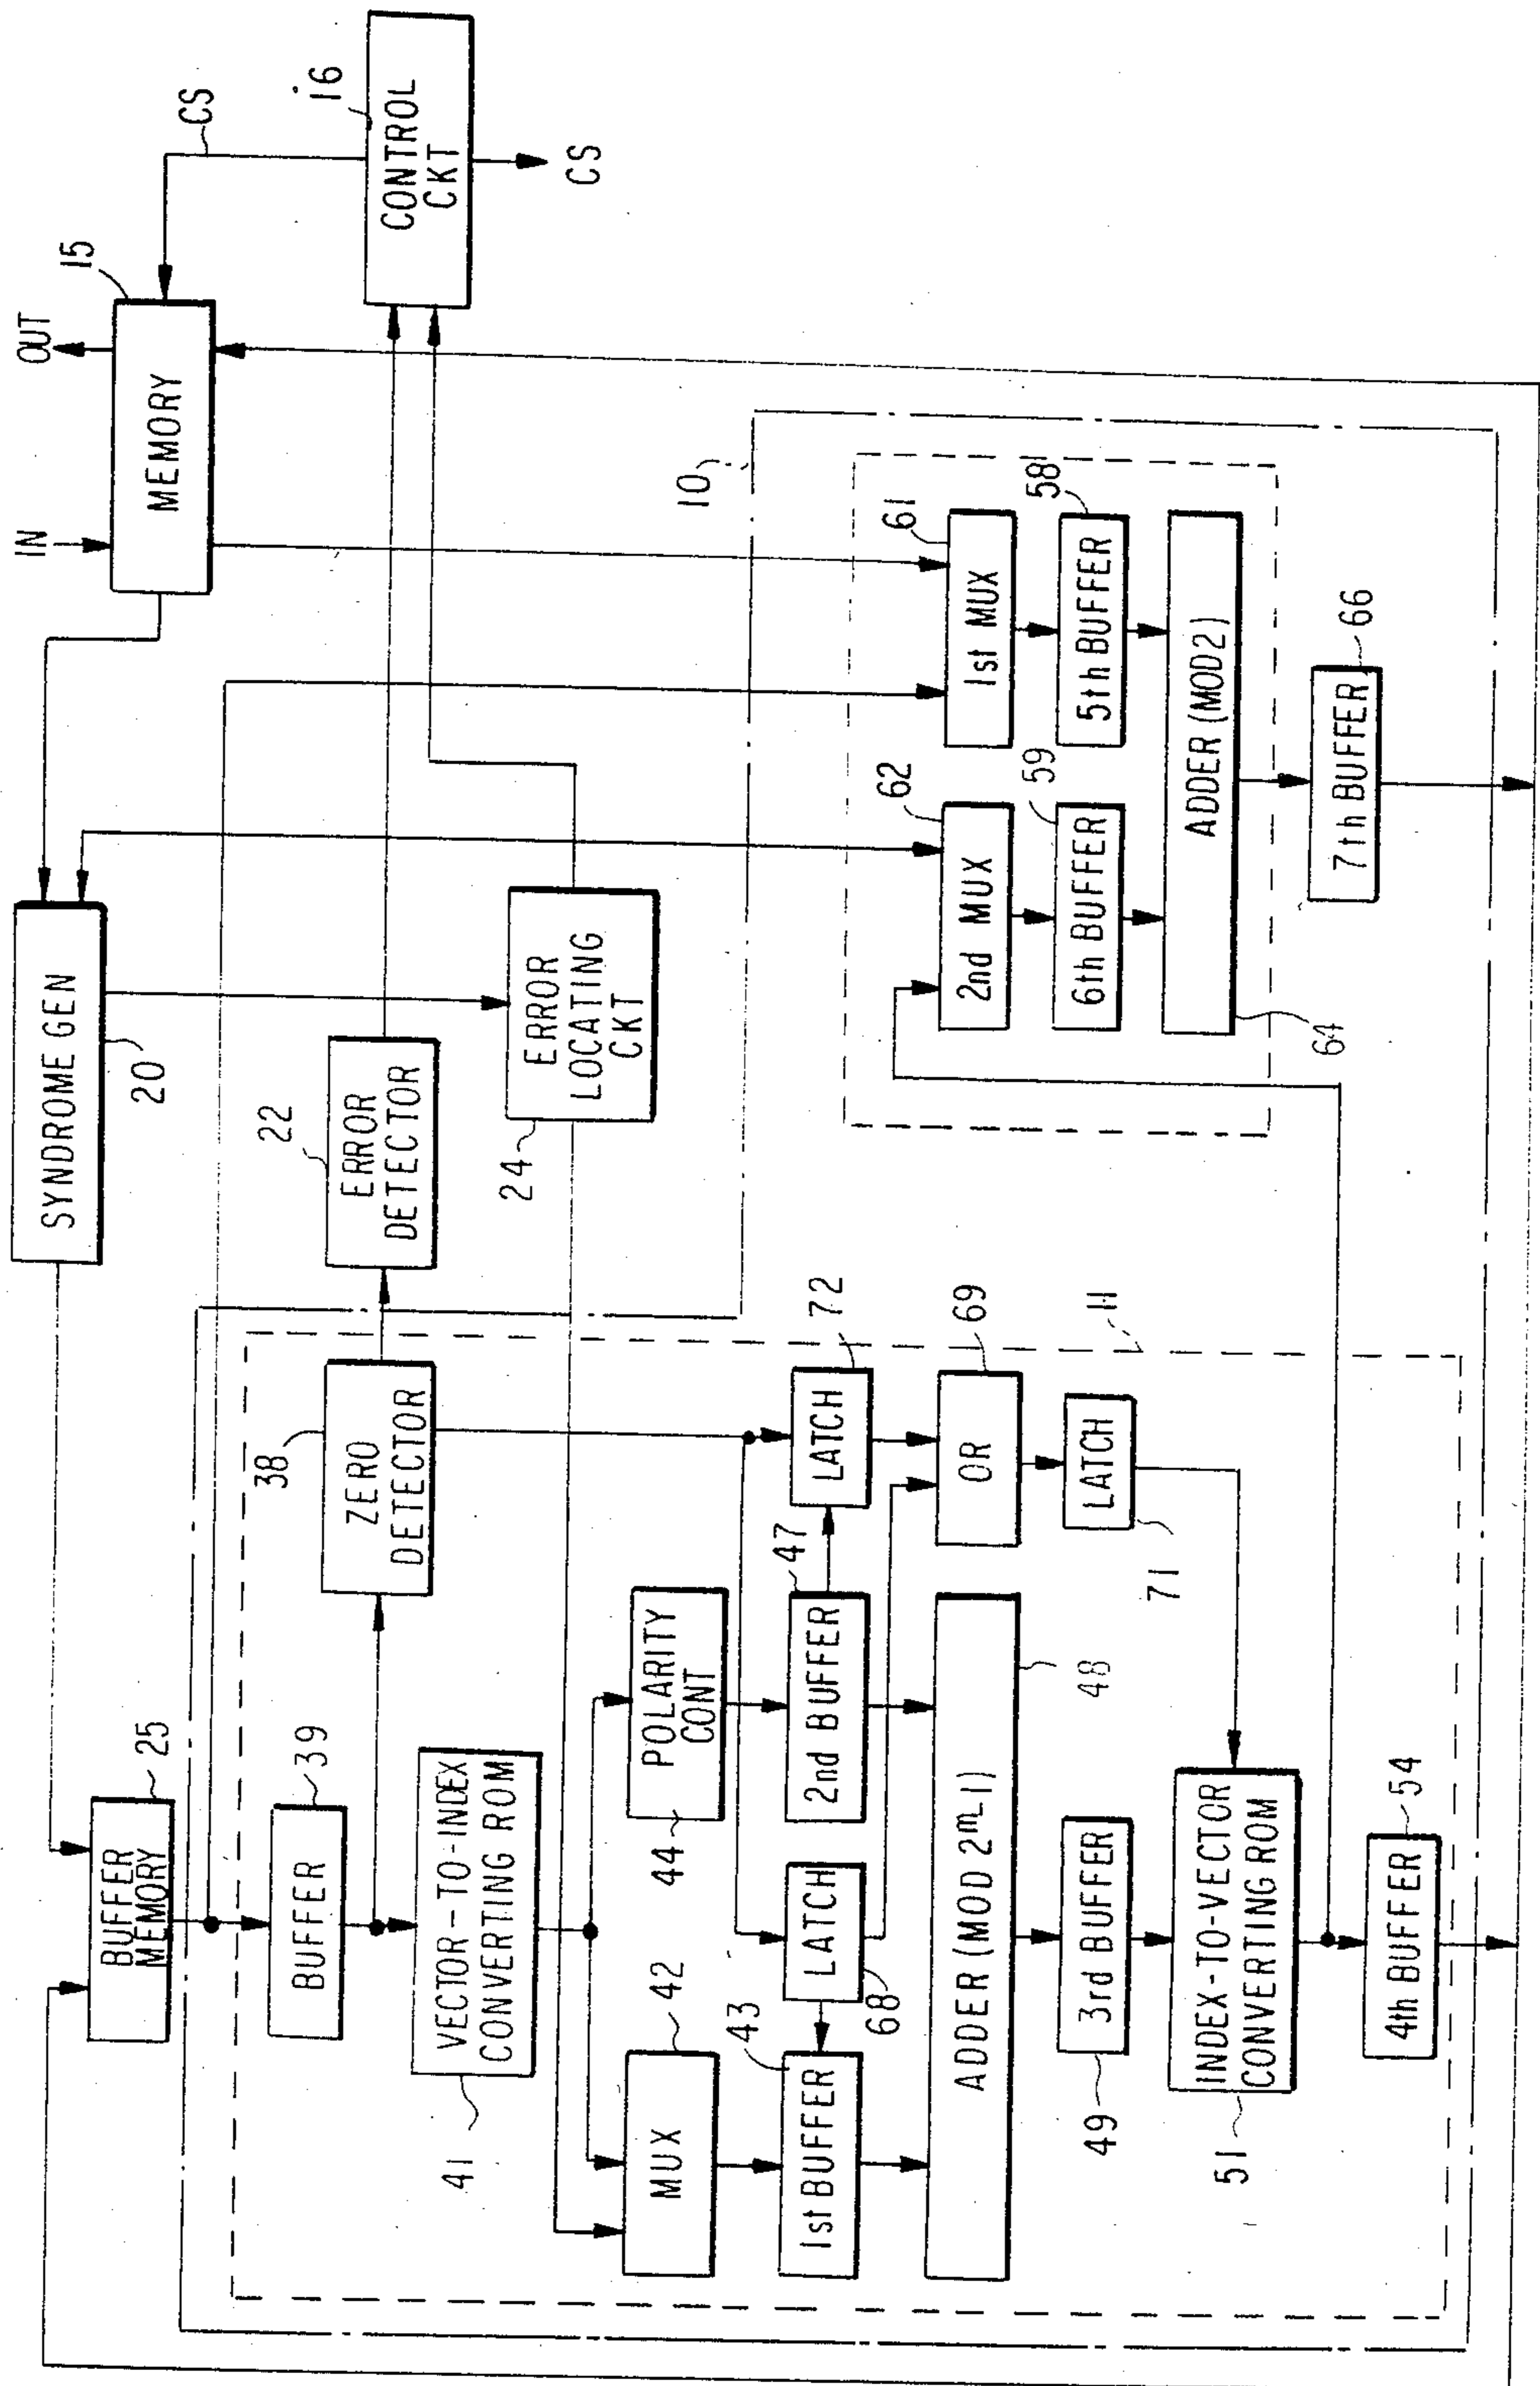 IN
OUT
MEMORY
15
CS
16
CONTROL
CKT
CS
SYNDROME GEN
20
22
ERROR
DETECTOR
24
ERROR
LOCATING
CKT
BUFFER
MEMORY
25
10
11
BUFFER
39
38
ZERO
DETECTOR
VECTOR-TO-INDEX
CONVERTING ROM
41
MUX
42
POLARITY
CONT
44
1st BUFFER
43
LATCH
68
2nd BUFFER
47
LATCH
72
ADDER (MOD 2m-1)
48
OR
69
LATCH
71
3rd BUFFER
49
INDEX-TO-VECTOR
CONVERTING ROM
51
4th BUFFER
54
2nd MUX
62
1st MUX
61
6th BUFFER
59
5th BUFFER
58
ADDER (MOD2)
64
7th BUFFER
66